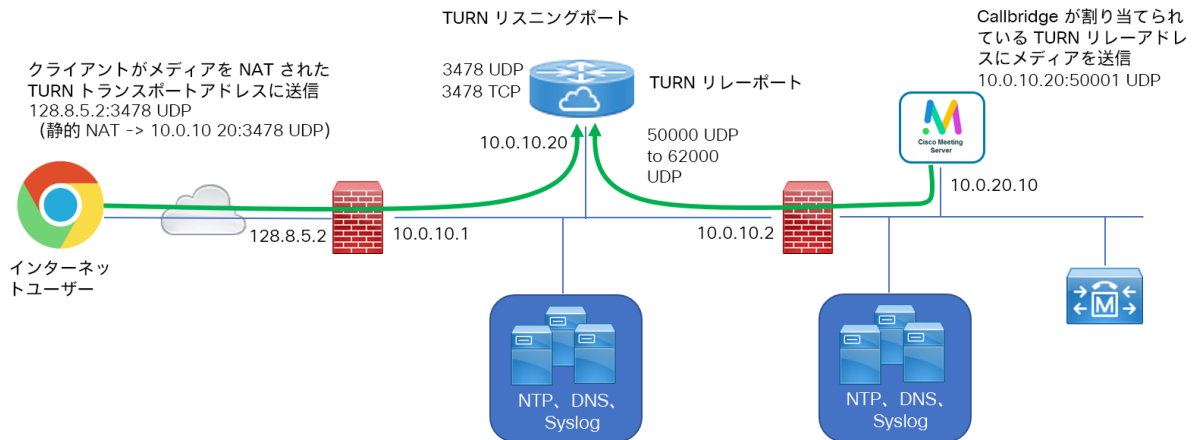 TURN リスニングポート
Callbridge が割り当てられ
ている TURN リレーアドレ
スにメディアを送信
10.0.10.20:50001 UDP
クライアントがメディアを NAT された
TURN トランスポートアドレスに送信
128.8.5.2:3478 UDP
(静的 NAT -> 10.0.10 20:3478 UDP)
3478 UDP
3478 TCP
TURN リレーポート
10.0.10.20
50000 UDP
to 62000
UDP
Cisco Meeting
Server
10.0.20.10
128.8.5.2
10.0.10.1
10.0.10.2
インターネッ
トユーザー
M
NTP、DNS、
Syslog
NTP、DNS、
Syslog